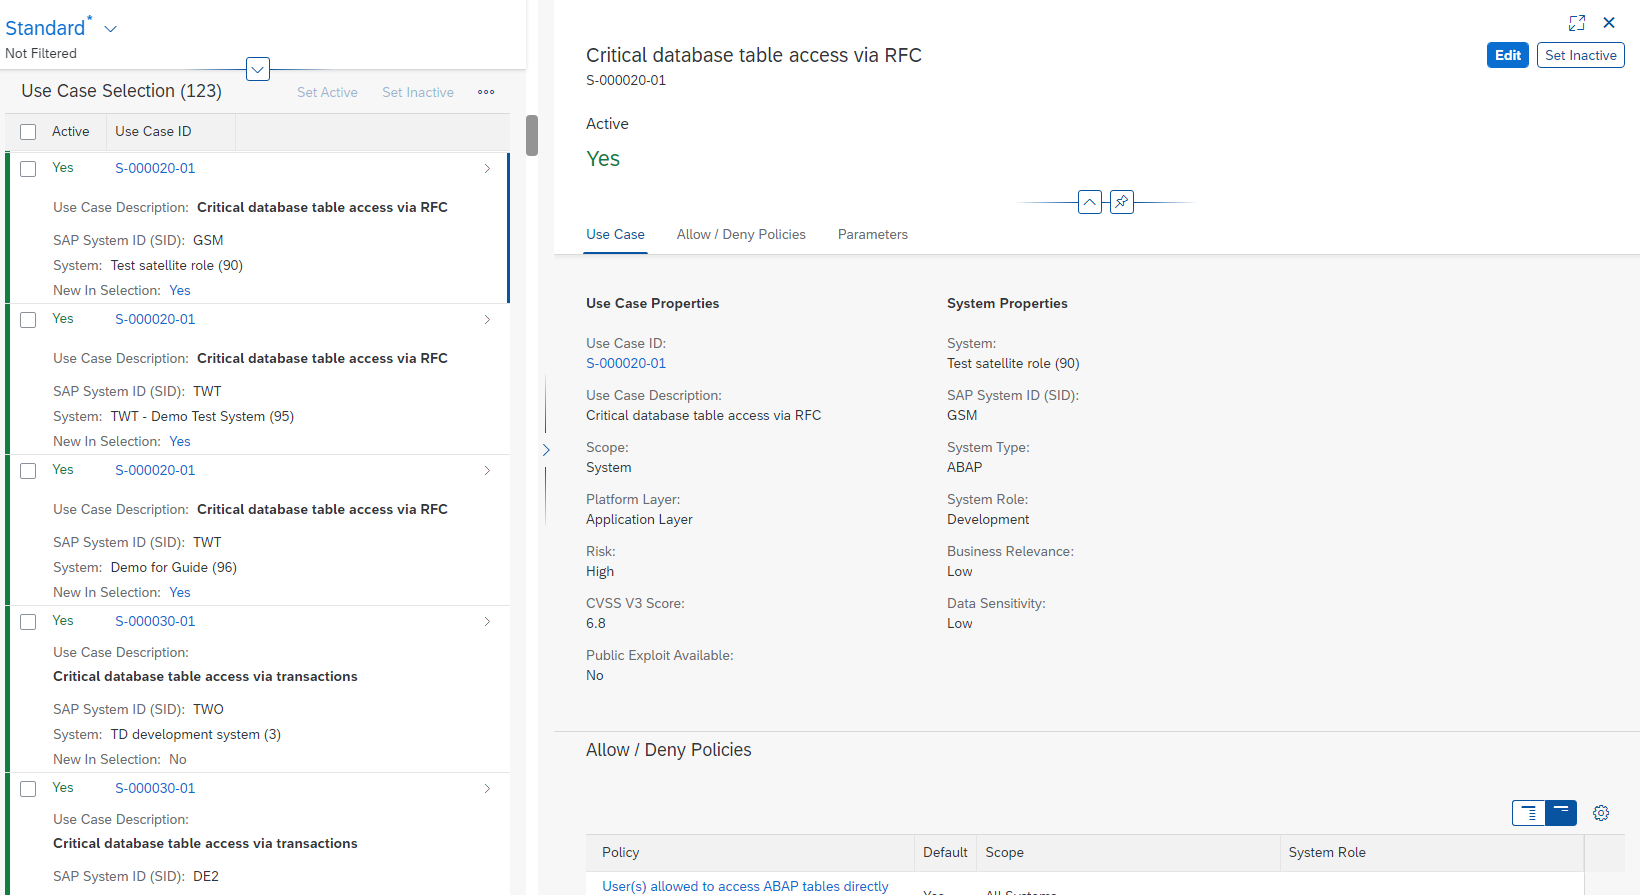 Standard*
Not Filtered
Use Case Selection (123)
Set Active
Set Inactive
Active
Use Case ID
Yes
S-000020-01
Use Case Description: Critical database table access via RFC
SAP System ID (SID): GSM
System: Test satellite role (90)
New In Selection: Yes
Yes
S-000020-01
Use Case Description: Critical database table access via RFC
SAP System ID (SID): TWT
System: TWT - Demo Test System (95)
New In Selection: Yes
Yes
S-000020-01
Use Case Description: Critical database table access via RFC
SAP System ID (SID): TWT
System: Demo for Guide (96)
New In Selection: Yes
Yes
S-000030-01
Use Case Description:
Critical database table access via transactions
SAP System ID (SID): TWO
System: TD development system (3)
New In Selection: No
Yes
S-000030-01
Use Case Description:
Critical database table access via transactions
SAP System ID (SID): DE2
Critical database table access via RFC
S-000020-01
Edit
Set Inactive
Active
Yes
Use Case
Allow / Deny Policies
Parameters
Use Case Properties
Use Case ID:
S-000020-01
Use Case Description:
Critical database table access via RFC
Scope:
System
Platform Layer:
Application Layer
Risk:
High
CVSS V3 Score:
6.8
Public Exploit Available:
No
System Properties
System:
Test satellite role (90)
SAP System ID (SID):
GSM
System Type:
ABAP
System Role:
Development
Business Relevance:
Low
Data Sensitivity:
Low
Allow / Deny Policies
Policy
Default
Scope
System Role
User(s) allowed to access ABAP tables directly
Yes
All Systems